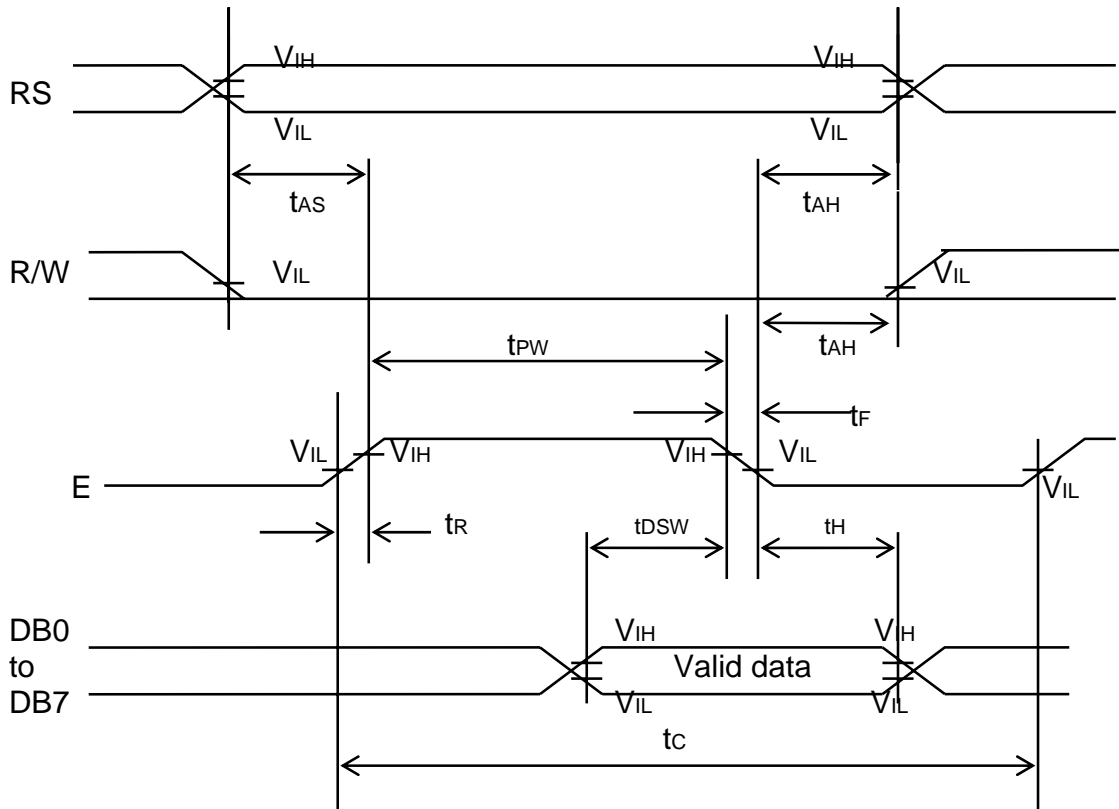 VIH VIH
RS
VIL VIL
tAS tAH
R/W VIL VIL
tPW tAH
tF
VIL VIH VIH VIL
E VIL
tR tDSW tH
DB0 VIH VIH
to Valid data
DB7 VIL VIL
tC